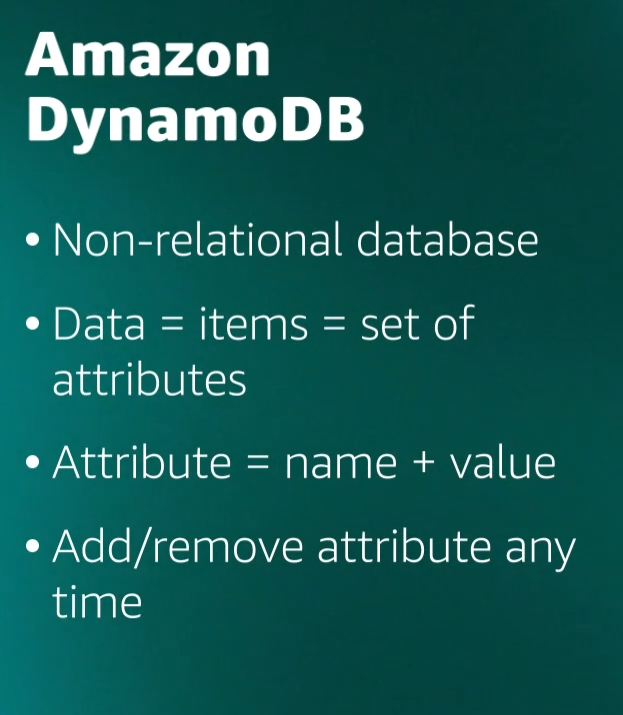 Amazon
DynamoDB
• Non-relational database
• Data = items = set of
attributes
• Attribute = name + value
• Add/remove attribute any
time